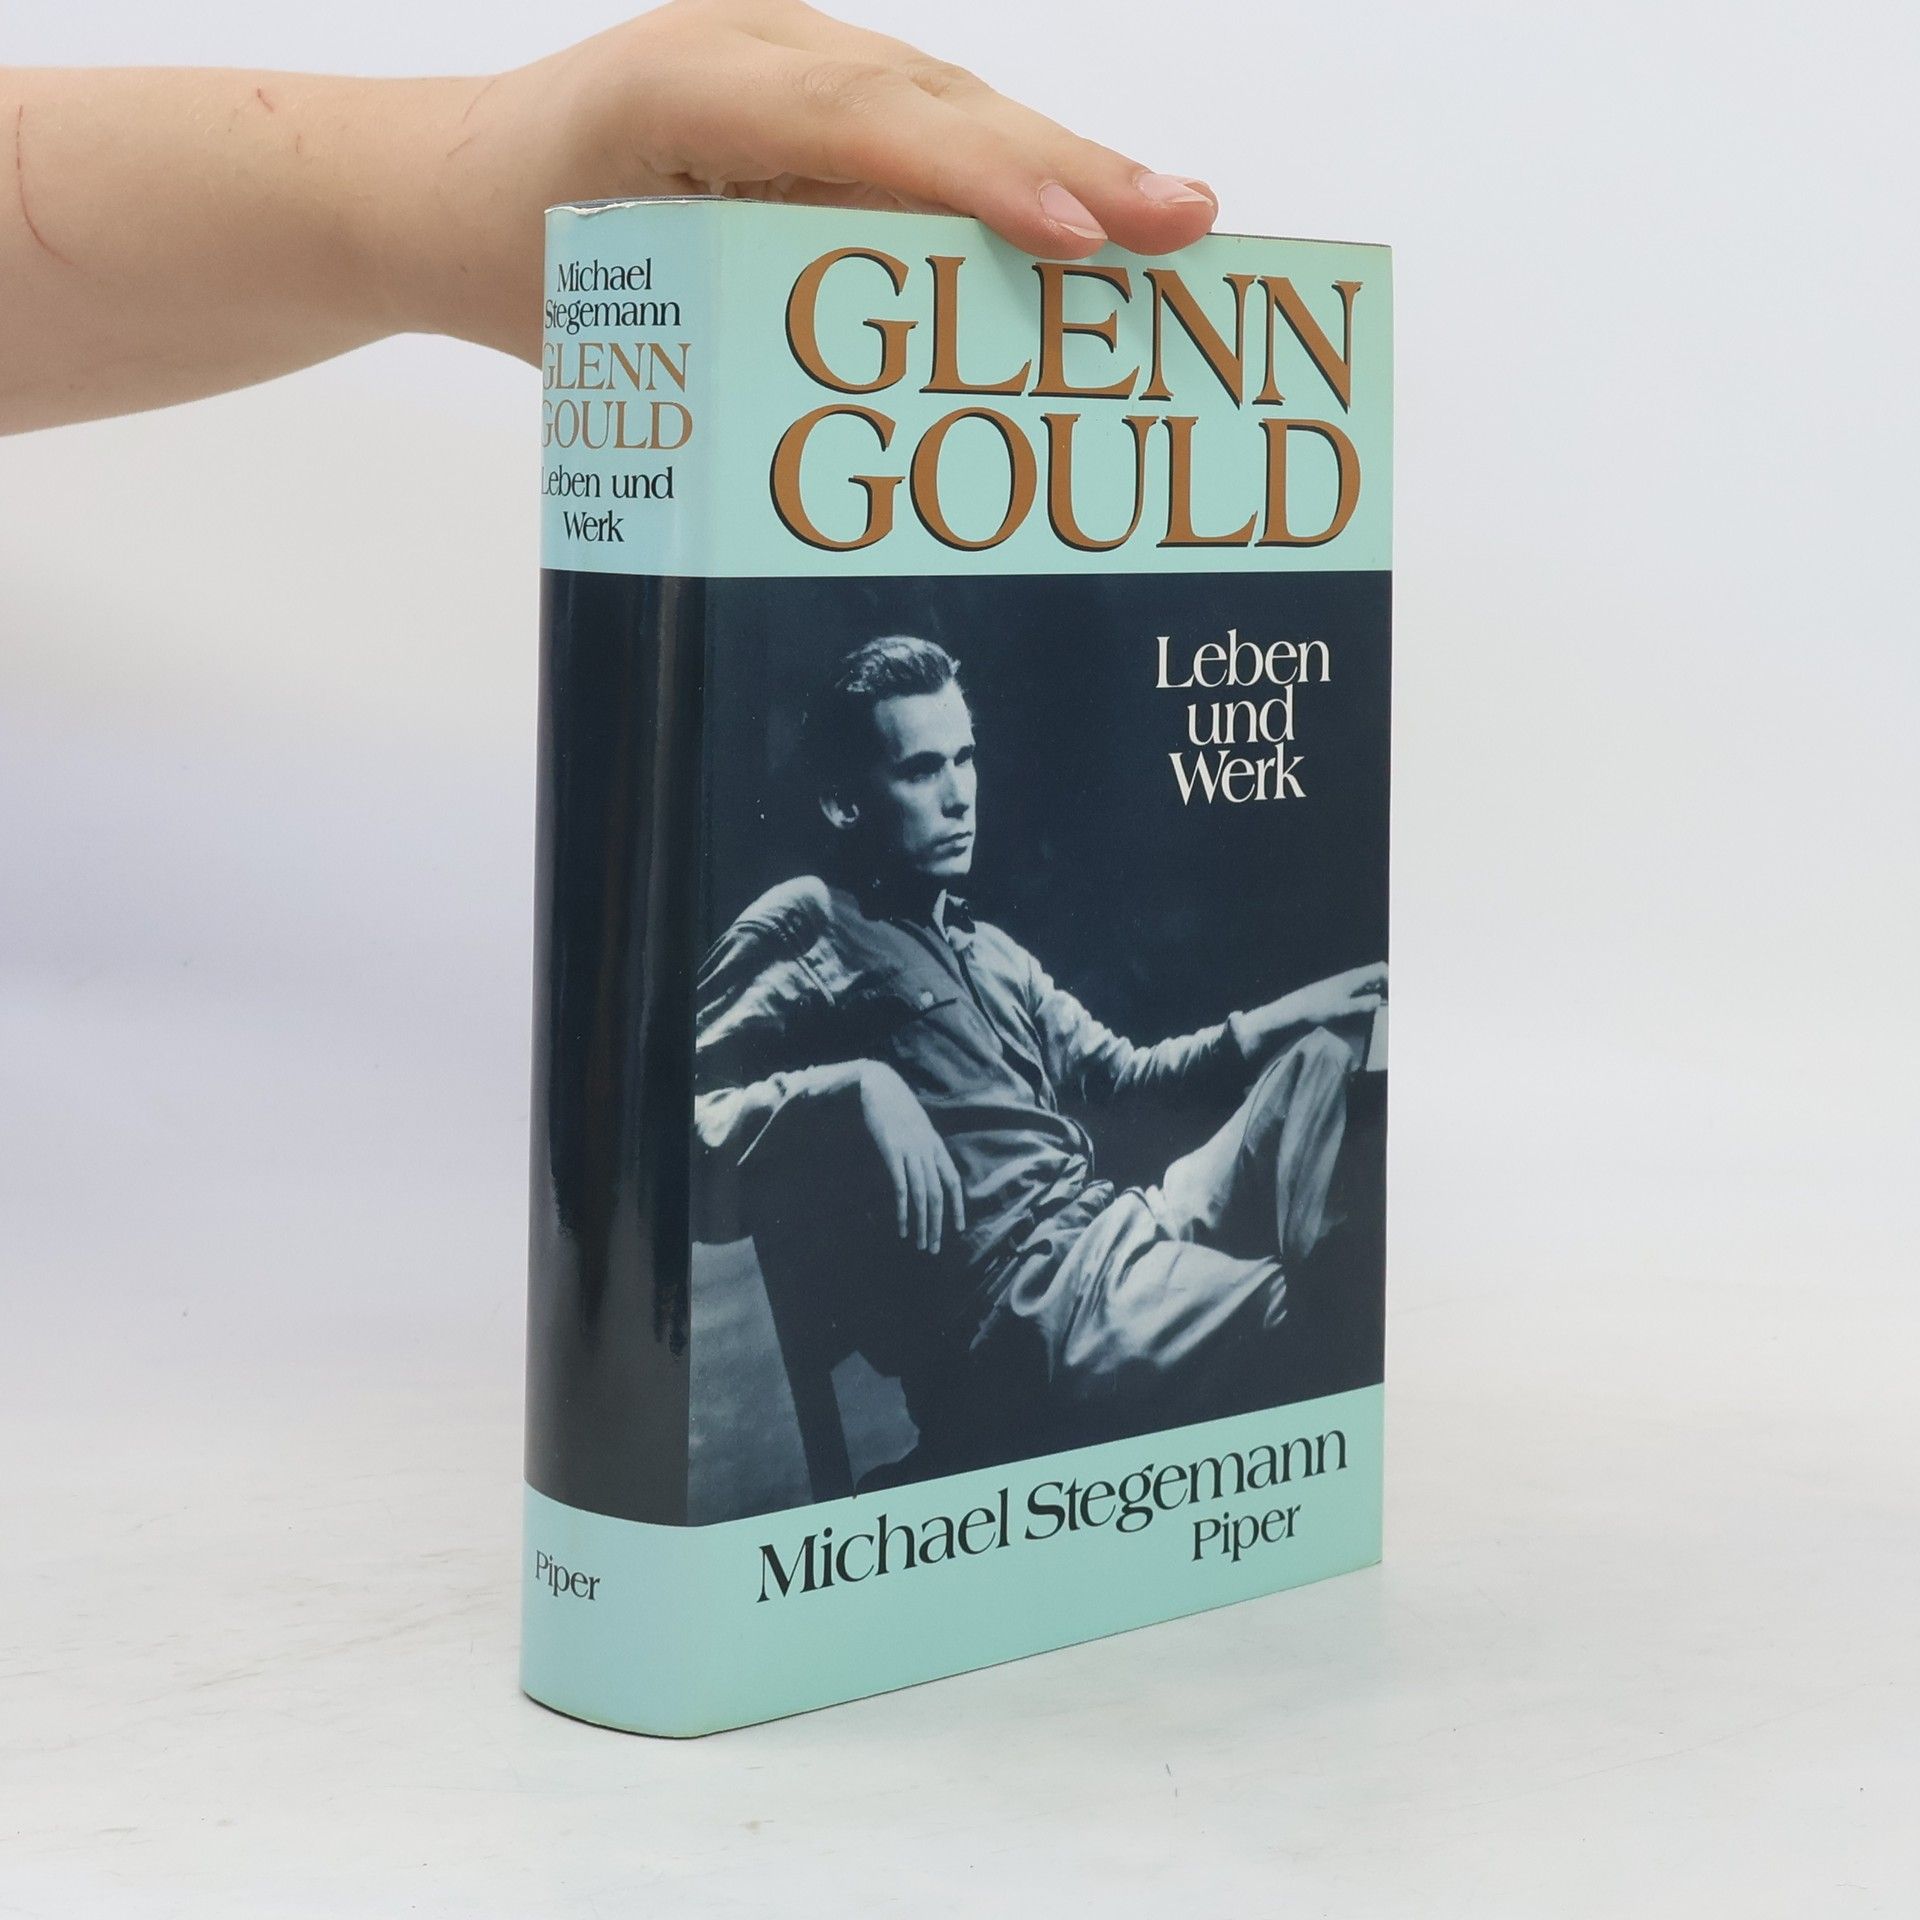 Michael
Stegemann
GLENN
GOULD
Leben und
Werk
Piper
GLENN
GOULD
Leben
und
Werk
Michael Stegemann
Piper